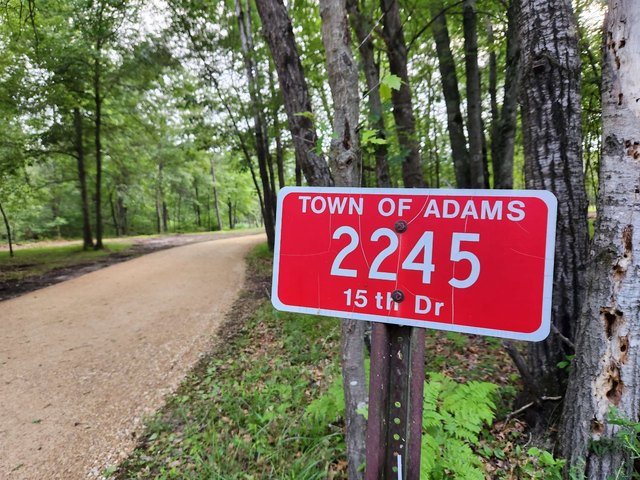 TOWN OF ADAMS
2245
15 th Dr